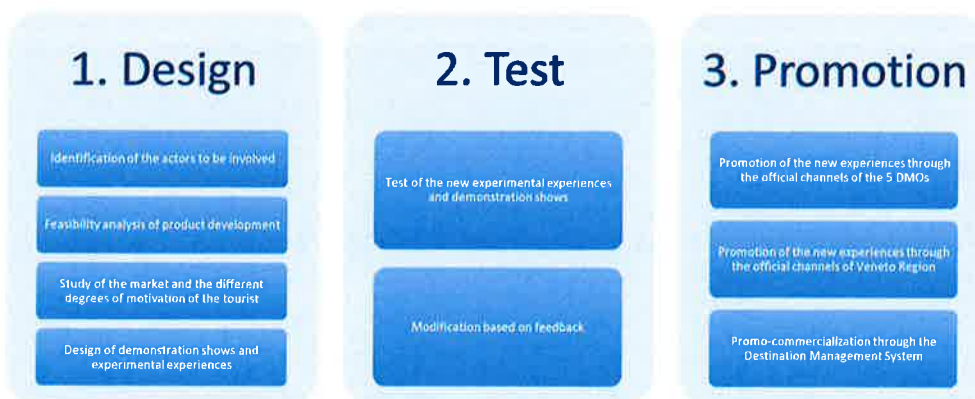 1. Design
Identification of the actors to be involved
Feasibility analysis of product development
Study of the market and the different
degrees of motivation of the tourist
Design of demonstration shows and
experimental experiences
2. Test
Test of the new experimental experiences
and demonstration shows
Modification based on feedback
3. Promotion
Promotion of the new experiences through
the official channels of the 5 DMOs
Promotion of the new experiences through
the official channels of Veneto Region
Promo-commercialization through the
Destination Management System